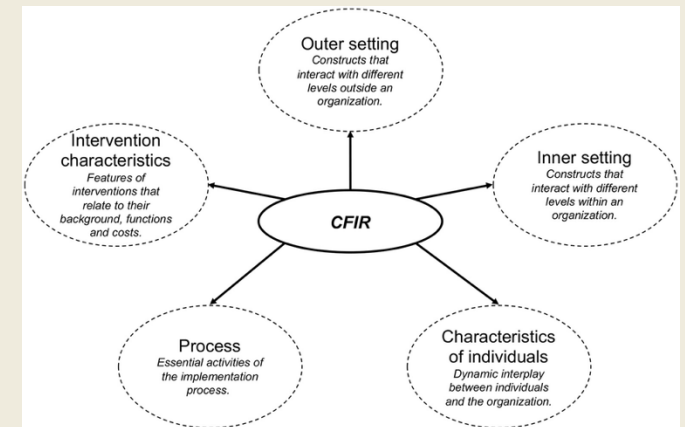 Outer setting
Constructs that
interact with different
levels outside an
organization.
Intervention
characteristics
Features of
interventions that
relate to their
background, functions
and costs.
Inner setting
Constructs that
interact with different
levels within an
organization.
CFIR
Process
Essential activities of
the implementation
process.
Characteristics
of individuals
Dynamic interplay
between individuals
and the organization.